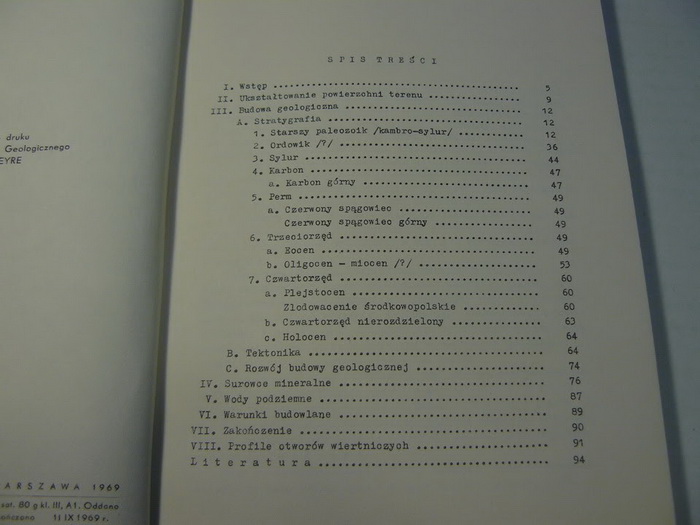 druku
Geologicznego
EYRE
ARSZAWA 1969
80 g kl. III, A1. Oddano
1 IX 1969 r.
SPIS TREŚCI
I. Wstęp ........................................ 5
II. Ukształtowanie powierzchni terenu ............... 9
III. Budowa geologiczna .............................. 12
A. Stratygrafia ................................. 12
1. Starszy paleozoik /kambro-sylur/ ........... 12
2. Ordowik /?/ ................................ 36
3. Sylur ...................................... 44
4. Karbon ..................................... 47
a. Karbon górny ............................ 47
5. Perm ....................................... 49
a. Czerwony spągowiec ...................... 49
Czerwony spągowiec górny ................... 49
6. Trzeciorzęd ................................ 49
a. Eocen ................................... 49
b. Oligocen – miocen /?/ ................... 53
7. Czwartorzęd ................................ 60
a. Plejstocen .............................. 60
Zlodowacenie środkowopolskie ............... 60
b. Czwartorzęd nierozdzielony .............. 63
c. Holocen ................................. 64
B. Tektonika .................................... 64
C. Rozwój budowy geologicznej ................... 74
IV. Surowce mineralne ............................... 76
V. Wody podziemne ................................... 87
VI. Warunki budowlane ............................... 89
VII. Zakończenie .................................... 90
VIII. Profile otworów wiertniczych .................. 91
Literatura .......................................... 94